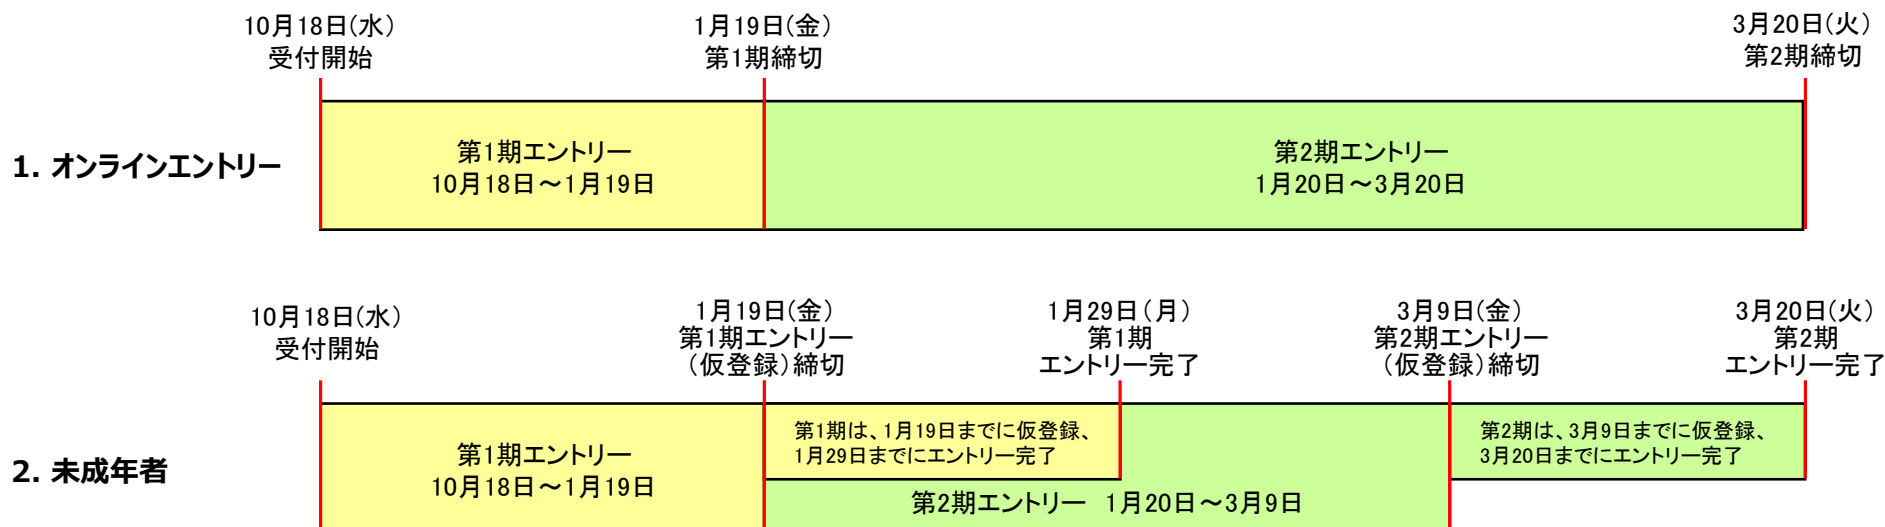 10月18日(水)
受付開始
1月19日(金)
第1期締切
3月20日(火)
第2期締切
1. オンラインエントリー
第1期エントリー
10月18日～1月19日
第2期エントリー
1月20日～3月20日
10月18日(水)
受付開始
1月19日(金)
第1期エントリー
(仮登録)締切
1月29日(月)
第1期
エントリー完了
3月9日(金)
第2期エントリー
(仮登録)締切
3月20日(火)
第2期
エントリー完了
2. 未成年者
第1期エントリー
10月18日～1月19日
第1期は、1月19日までに仮登録、
1月29日までにエントリー完了
第2期エントリー 1月20日～3月9日
第2期は、3月9日までに仮登録、
3月20日までにエントリー完了